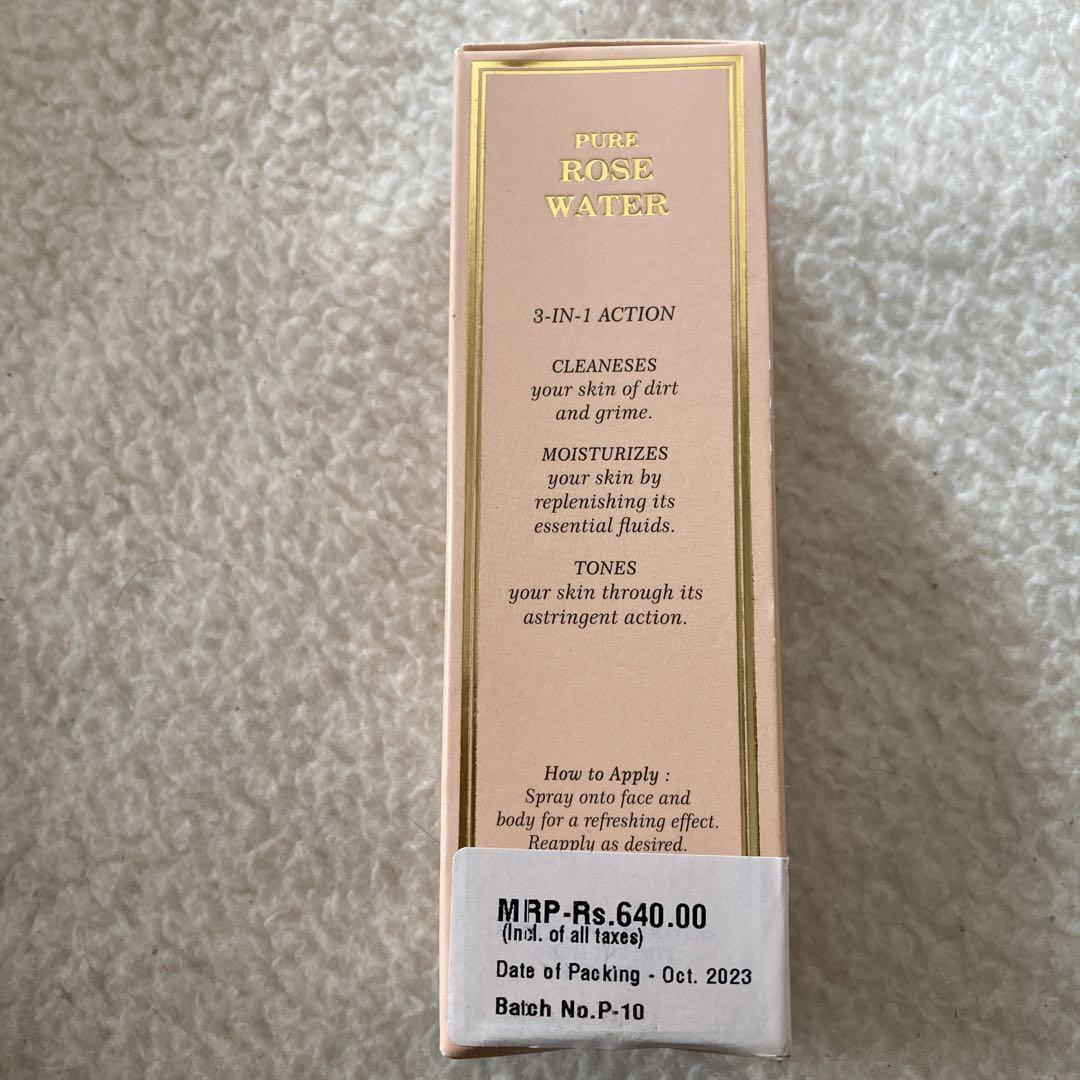 PURE
ROSE
WATER
3-IN-1 ACTION
CLEANESES
your skin of dirt
and grime.
MOISTURIZES
your skin by
replenishing its
essential fluids.
TONES
your skin through its
astringent action.
How to Apply :
Spray onto face and
body for a refreshing effect.
Reapply as desired.
MRP-Rs.640.00
(Incl. of all taxes)
Date of Packing - Oct. 2023
Batch No.P-10